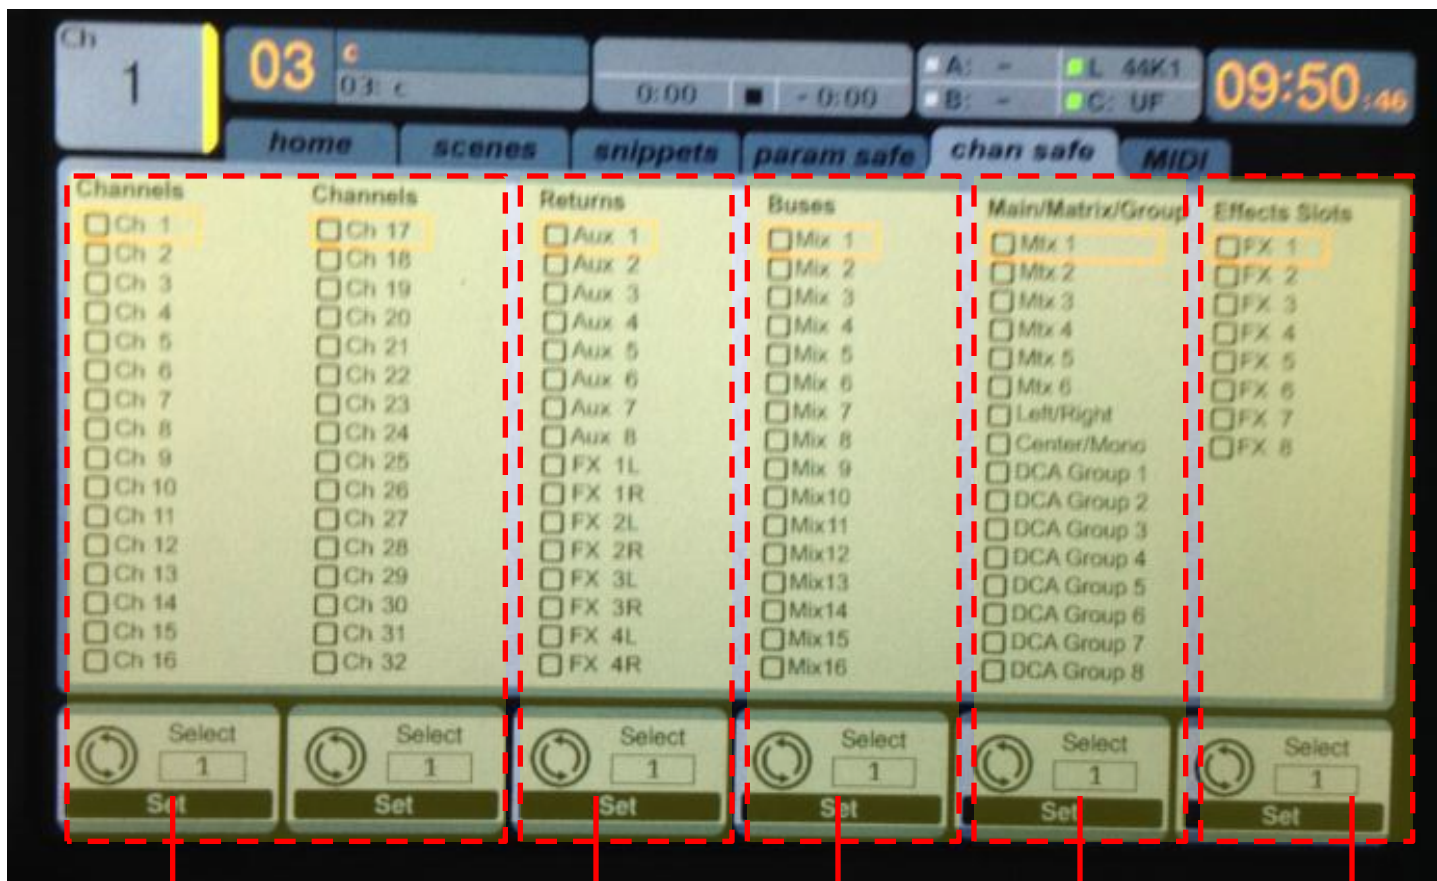 Ch
1
03
c
03: c
0:00
- 0:00
A: -
B: -
L 44K1
C: UF
09:50:46
home
scenes
snippets
param safe
chan safe
MIDI
Channels
Ch 1
Ch 2
Ch 3
Ch 4
Ch 5
Ch 6
Ch 7
Ch 8
Ch 9
Ch 10
Ch 11
Ch 12
Ch 13
Ch 14
Ch 15
Ch 16
Channels
Ch 17
Ch 18
Ch 19
Ch 20
Ch 21
Ch 22
Ch 23
Ch 24
Ch 25
Ch 26
Ch 27
Ch 28
Ch 29
Ch 30
Ch 31
Ch 32
Returns
Aux 1
Aux 2
Aux 3
Aux 4
Aux 5
Aux 6
Aux 7
Aux 8
FX 1L
FX 1R
FX 2L
FX 2R
FX 3L
FX 3R
FX 4L
FX 4R
Buses
Mix 1
Mix 2
Mix 3
Mix 4
Mix 5
Mix 6
Mix 7
Mix 8
Mix 9
Mix10
Mix11
Mix12
Mix13
Mix14
Mix15
Mix16
Main/Matrix/Group
Mtx 1
Mtx 2
Mtx 3
Mtx 4
Mtx 5
Mtx 6
Left/Right
Center/Mono
DCA Group 1
DCA Group 2
DCA Group 3
DCA Group 4
DCA Group 5
DCA Group 6
DCA Group 7
DCA Group 8
Effects Slots
FX 1
FX 2
FX 3
FX 4
FX 5
FX 6
FX 7
FX 8
Select
1
Set
Select
1
Set
Select
1
Set
Select
1
Set
Select
1
Set
Select
1
Set